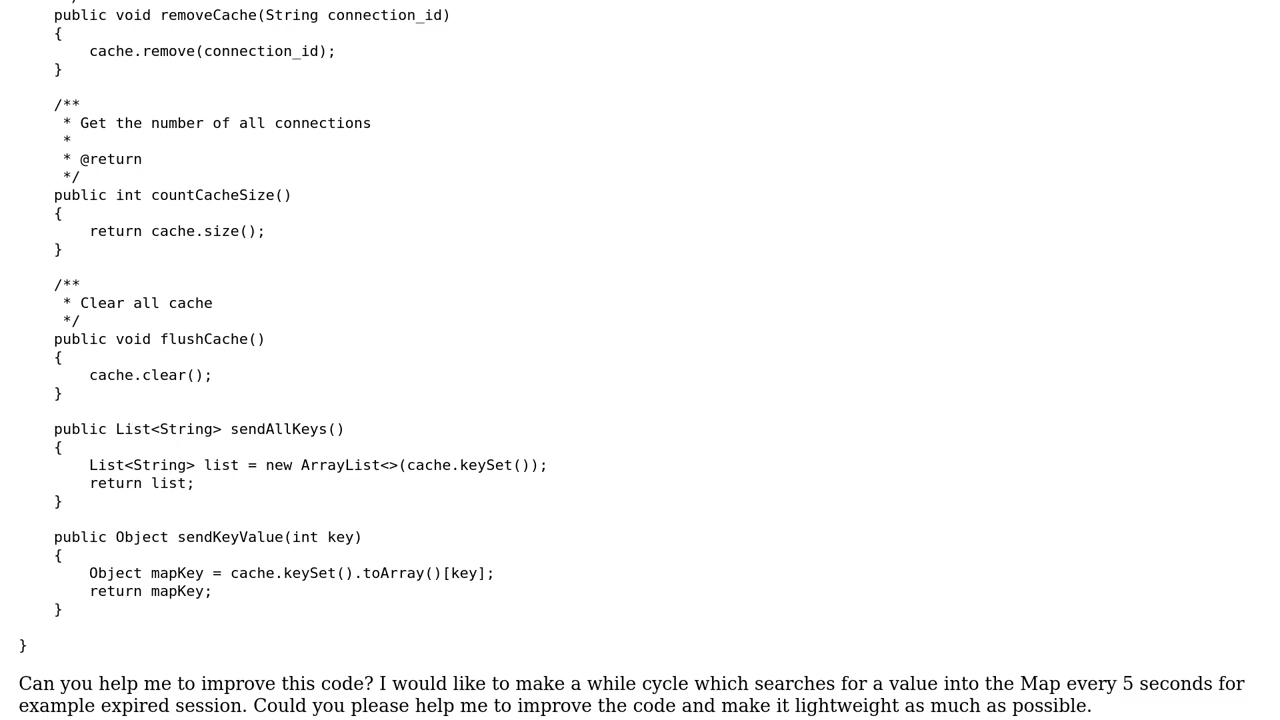 */
public void removeCache(String connection_id)
{
cache.remove(connection_id);
}
/**
* Get the number of all connections
*
* @return
*/
public int countCacheSize()
{
return cache.size();
}
/**
* Clear all cache
*/
public void flushCache()
{
cache.clear();
}
public List<String> sendAllKeys()
{
List<String> list = new ArrayList<>(cache.keySet());
return list;
}
public Object sendKeyValue(int key)
{
Object mapKey = cache.keySet().toArray()[key];
return mapKey;
}
}
Can you help me to improve this code? I would like to make a while cycle which searches for a value into the Map every 5 seconds for
example expired session. Could you please help me to improve the code and make it lightweight as much as possible.